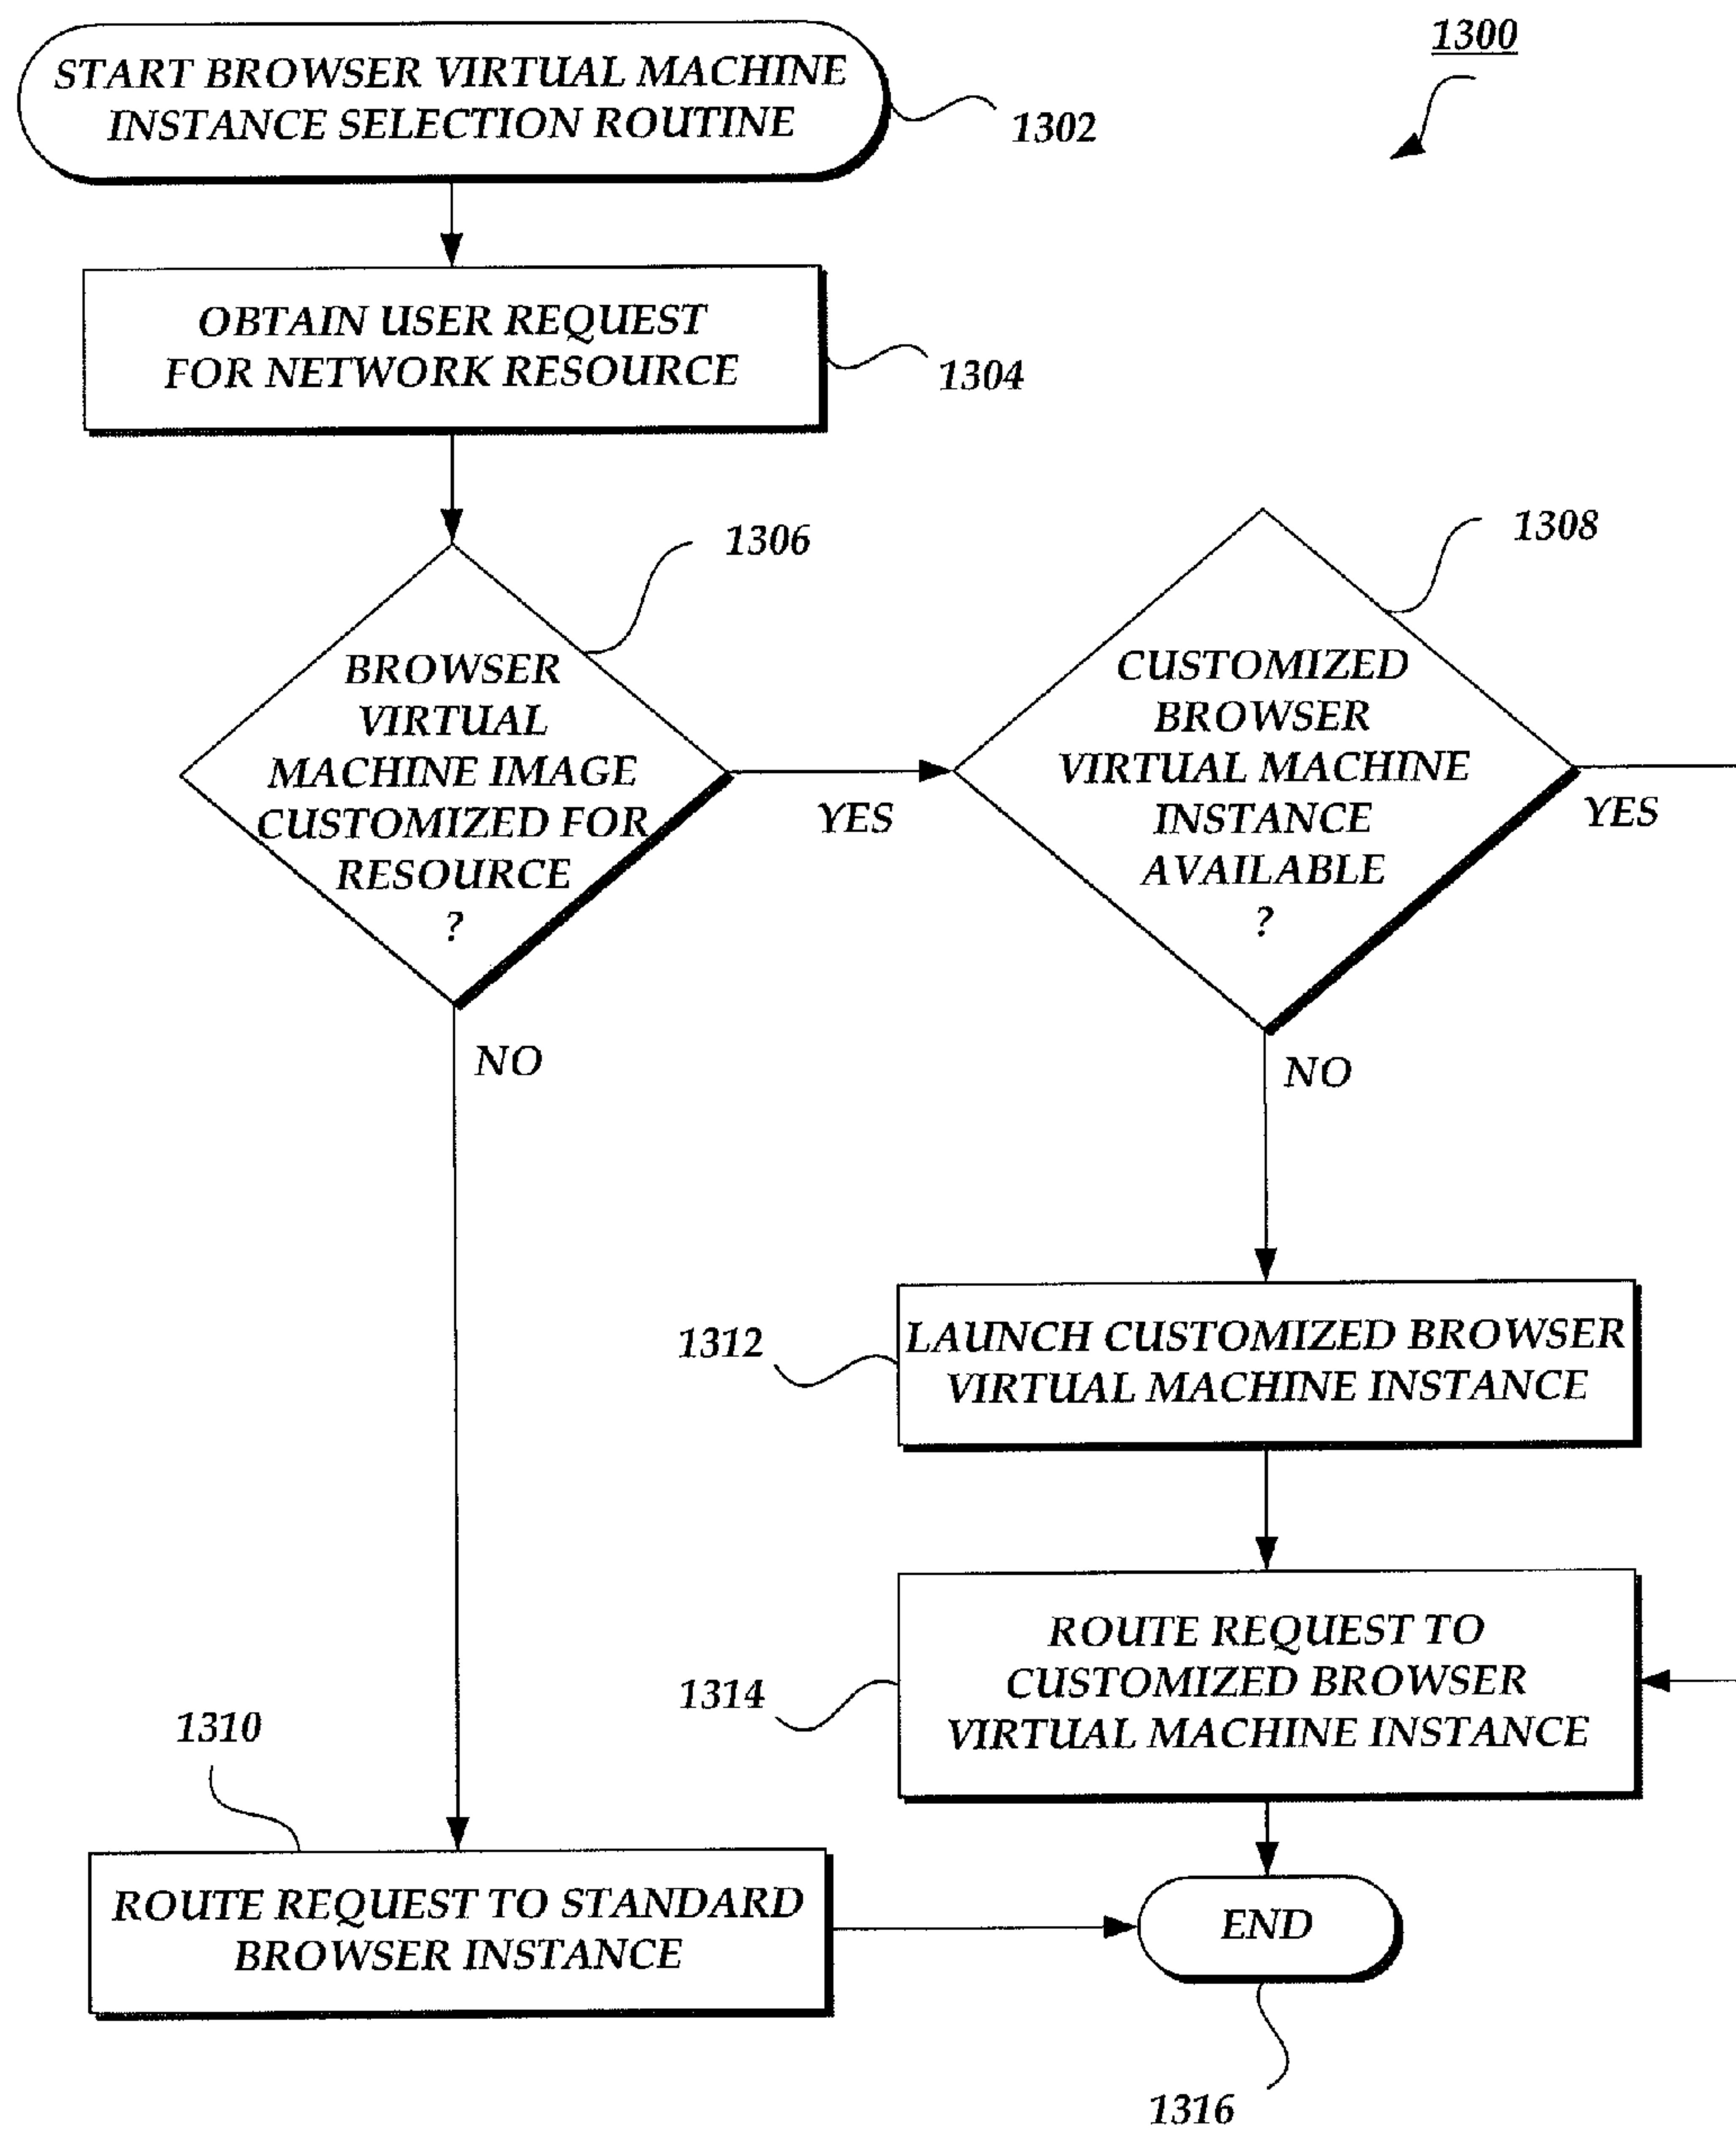 1300
START BROWSER VIRTUAL MACHINE
INSTANCE SELECTION ROUTINE
1302
OBTAIN USER REQUEST
FOR NETWORK RESOURCE
1304
1306
BROWSER
VIRTUAL
MACHINE IMAGE
CUSTOMIZED FOR
RESOURCE
?
YES
NO
1308
CUSTOMIZED
BROWSER
VIRTUAL MACHINE
INSTANCE
AVAILABLE
?
YES
NO
1312
LAUNCH CUSTOMIZED BROWSER
VIRTUAL MACHINE INSTANCE
1314
ROUTE REQUEST TO
CUSTOMIZED BROWSER
VIRTUAL MACHINE INSTANCE
1310
ROUTE REQUEST TO STANDARD
BROWSER INSTANCE
END
1316